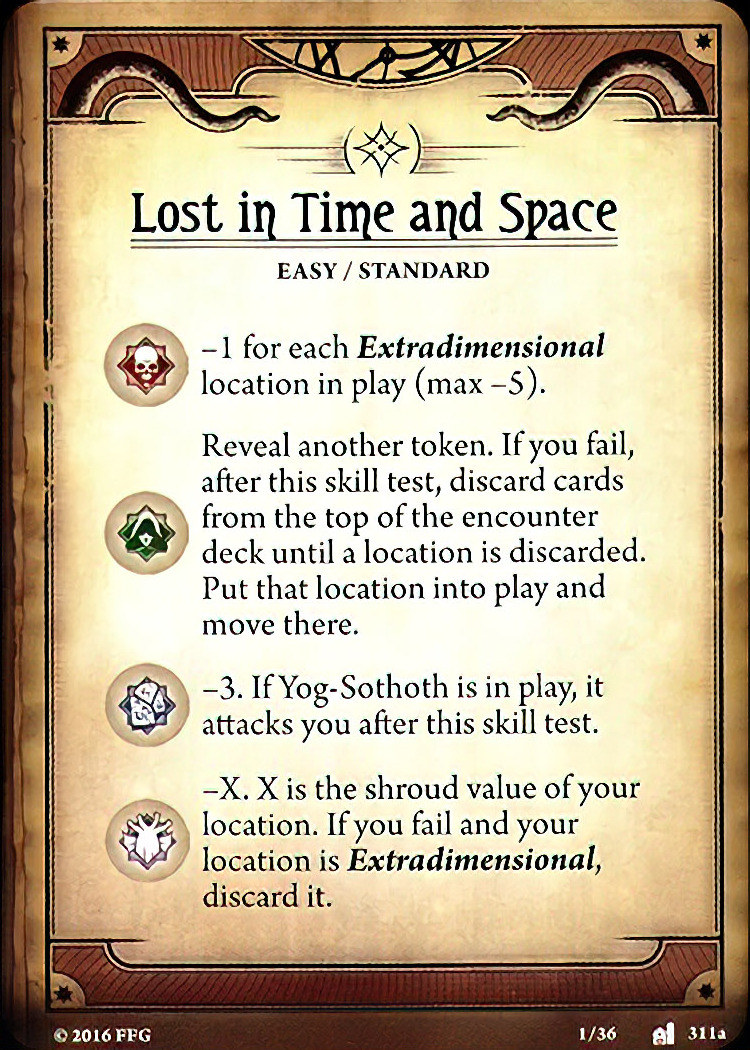 Lost in Time and Space
EASY / STANDARD
–1 for each Extradimensional
location in play (max –5).
Reveal another token. If you fail,
after this skill test, discard cards
from the top of the encounter
deck until a location is discarded.
Put that location into play and
move there.
–3. If Yog-Sothoth is in play, it
attacks you after this skill test.
–X. X is the shroud value of your
location. If you fail and your
location is Extradimensional,
discard it.
© 2016 FFG
1/36
311a